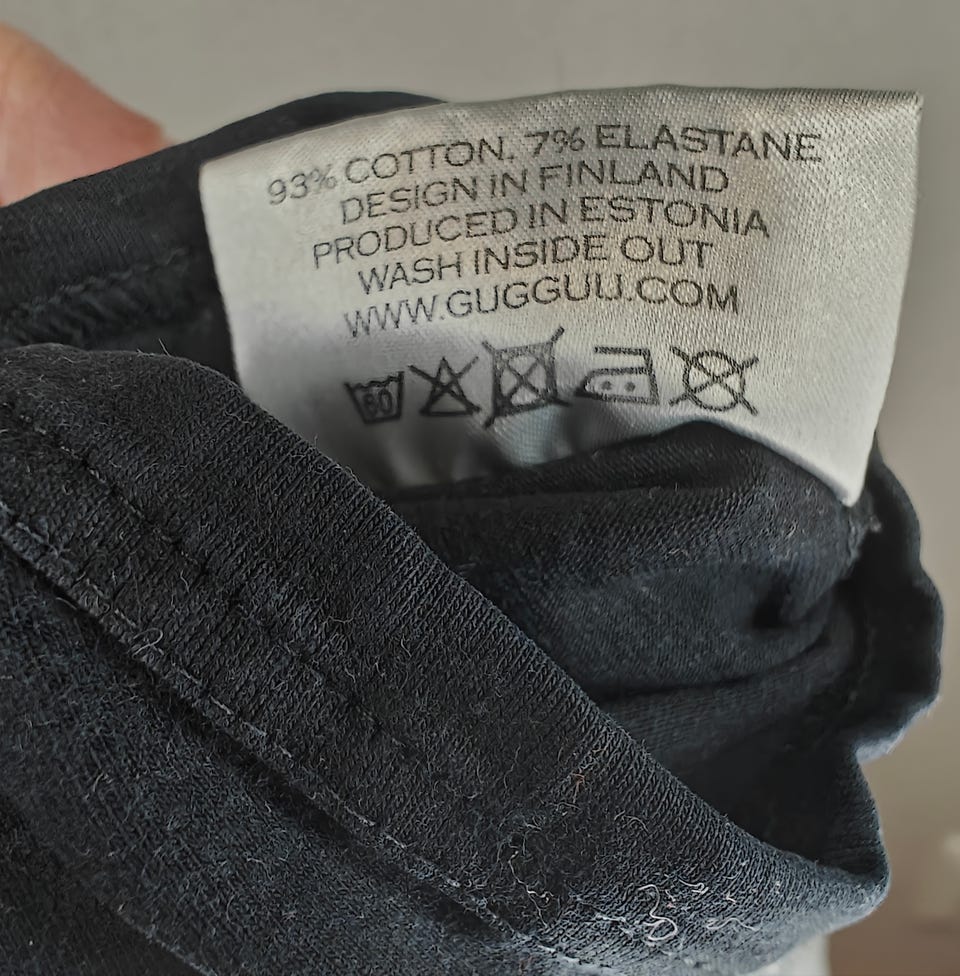 93% COTTON, 7% ELASTANE
DESIGN IN FINLAND
PRODUCED IN ESTONIA
WASH INSIDE OUT
WWW.GUGGUU.COM
60